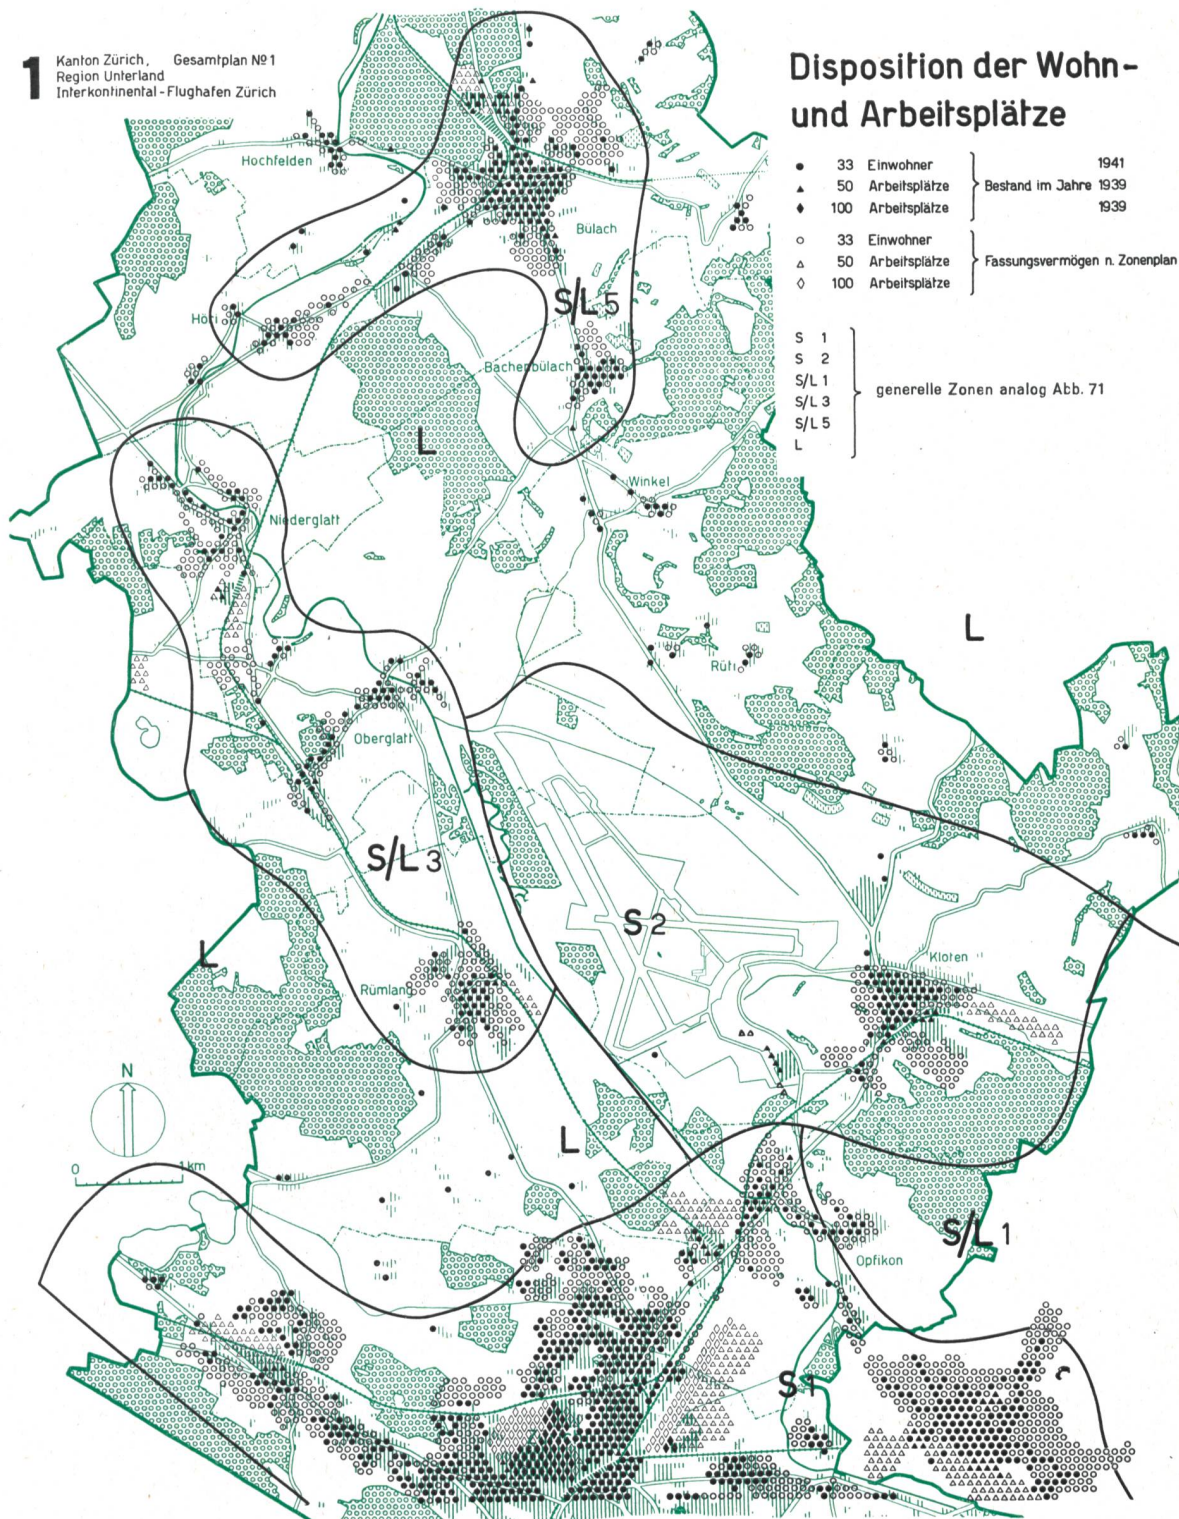 1
Kanton Zürich, Gesamtplan Nº 1
Region Unterland
Interkontinental-Flughafen Zürich
Disposition der Wohn-
und Arbeitsplätze
33 Einwohner 1941
50 Arbeitsplätze Bestand im Jahre 1939
100 Arbeitsplätze 1939
33 Einwohner
50 Arbeitsplätze Fassungsvermögen n. Zonenplan
100 Arbeitsplätze
S 1
S 2
S/L 1
S/L 3
S/L 5
L
generelle Zonen analog Abb. 71
Hochfelden
Bülach
S/L 5
Höri
Bachenbülach
L
Winkel
Niederglatt
L
Rüti
Oberglatt
S/L 3
S 2
L
Kloten
Rümlang
N
0 1km
L
S/L 1
Opfikon
S 1